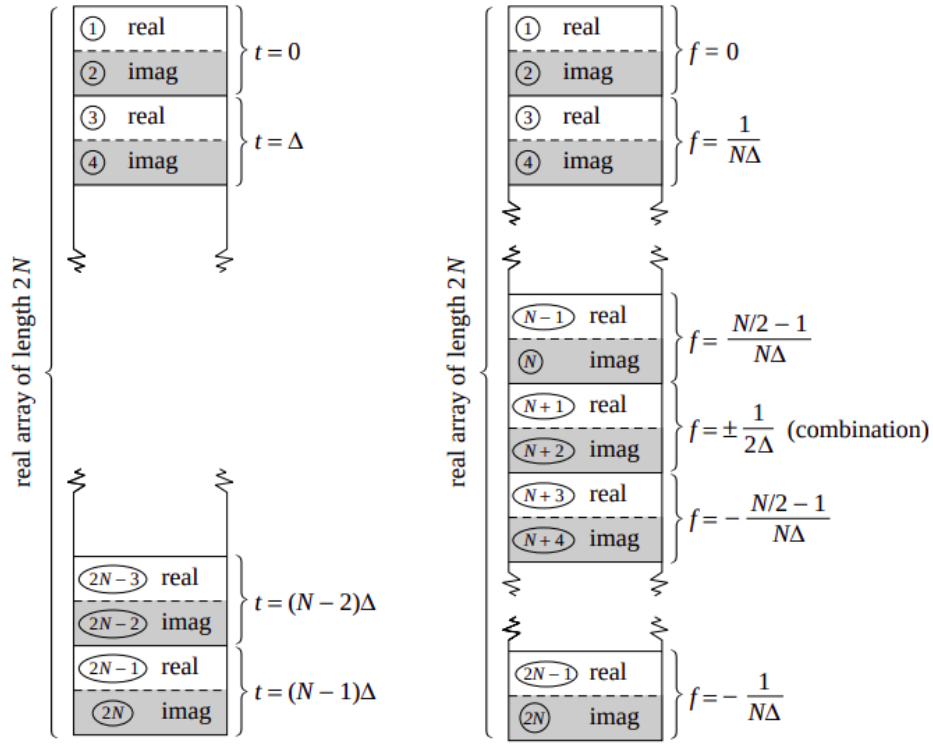 real array of length 2N
1 real
2 imag
t = 0
3 real
4 imag
t = Δ
2N − 3 real
2N − 2 imag
t = (N − 2)Δ
2N − 1 real
2N imag
t = (N − 1)Δ
real array of length 2N
1 real
2 imag
f = 0
3 real
4 imag
f = 1/NΔ
N − 1 real
N imag
f = N/2 − 1/NΔ
N + 1 real
N + 2 imag
f = ± 1/2Δ (combination)
N + 3 real
N + 4 imag
f = − N/2 − 1/NΔ
2N − 1 real
2N imag
f = − 1/NΔ